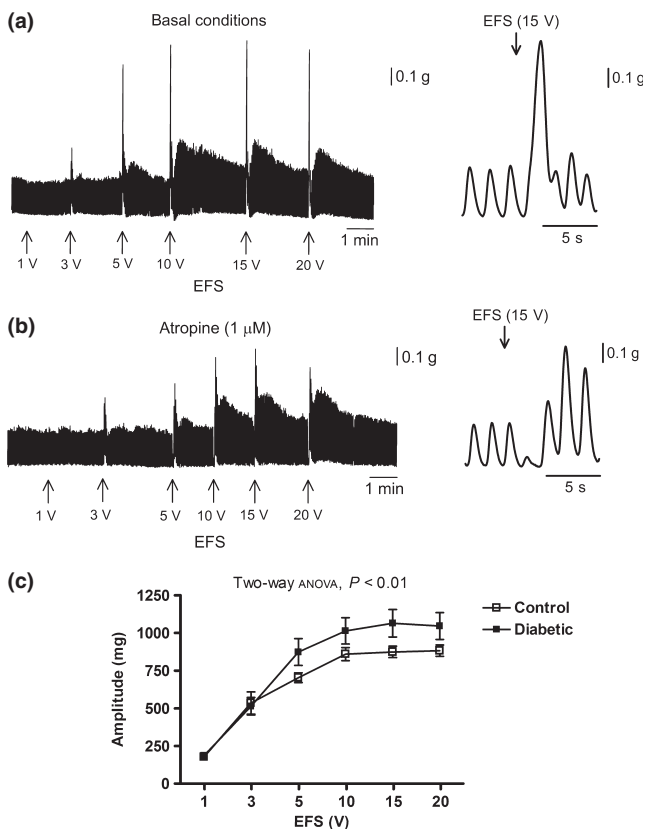 (a)
Basal conditions
EFS (15 V)
0.1 g
0.1 g
1 min
5 s
1 V 3 V 5 V 10 V 15 V 20 V
EFS
(b)
Atropine (1 μM)
EFS (15 V)
0.1 g
0.1 g
1 min
5 s
1 V 3 V 5 V 10 V 15 V 20 V
EFS
(c)
Two-way ANOVA, P < 0.01
1250
1000
750
500
250
0
Amplitude (mg)
1 3 5 10 15 20
EFS (V)
Control
Diabetic